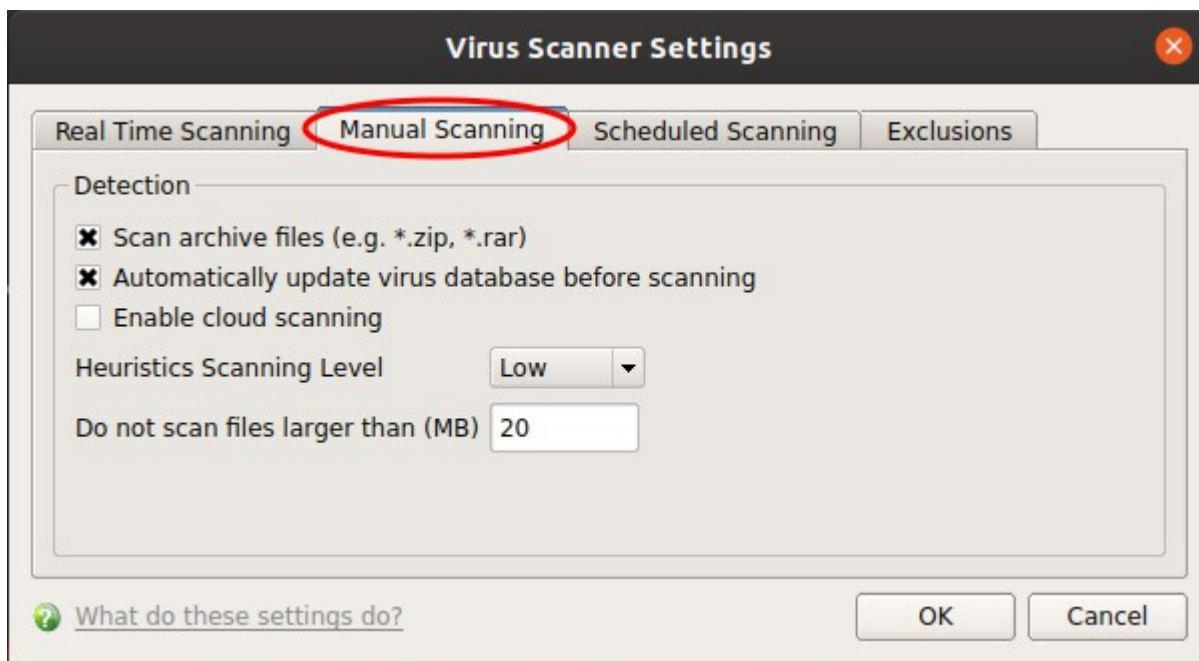 Virus Scanner Settings
Real Time Scanning Manual Scanning Scheduled Scanning Exclusions
Detection
Scan archive files (e.g. *.zip, *.rar)
Automatically update virus database before scanning
Enable cloud scanning
Heuristics Scanning Level Low
Do not scan files larger than (MB) 20
What do these settings do? OK Cancel